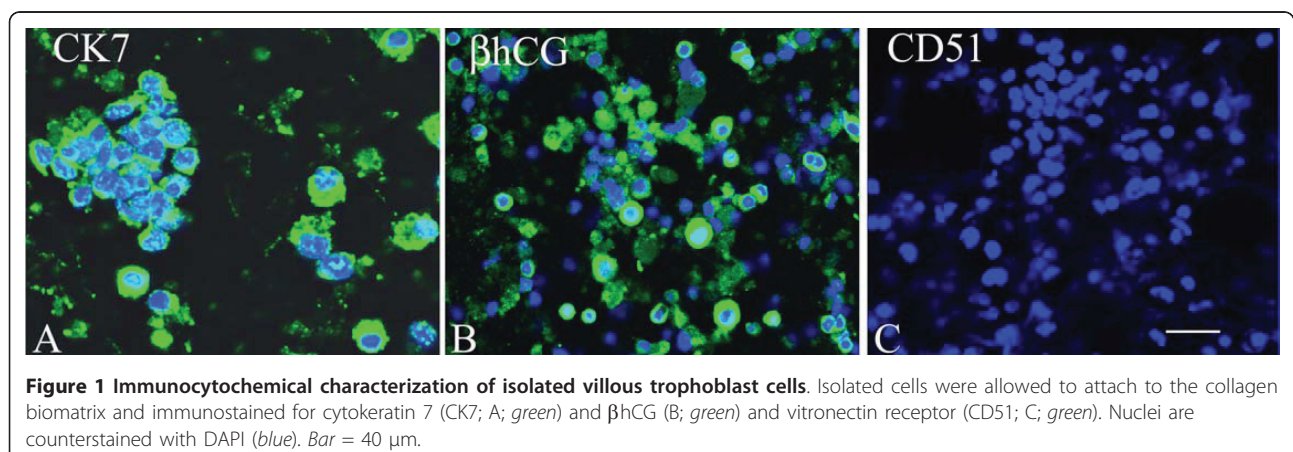 CK7 βhCG CD51
A B C
Figure 1 Immunocytochemical characterization of isolated villous trophoblast cells. Isolated cells were allowed to attach to the collagen
biomatrix and immunostained for cytokeratin 7 (CK7; A; green) and βhCG (B; green) and vitronectin receptor (CD51; C; green). Nuclei are
counterstained with DAPI (blue). Bar = 40 μm.